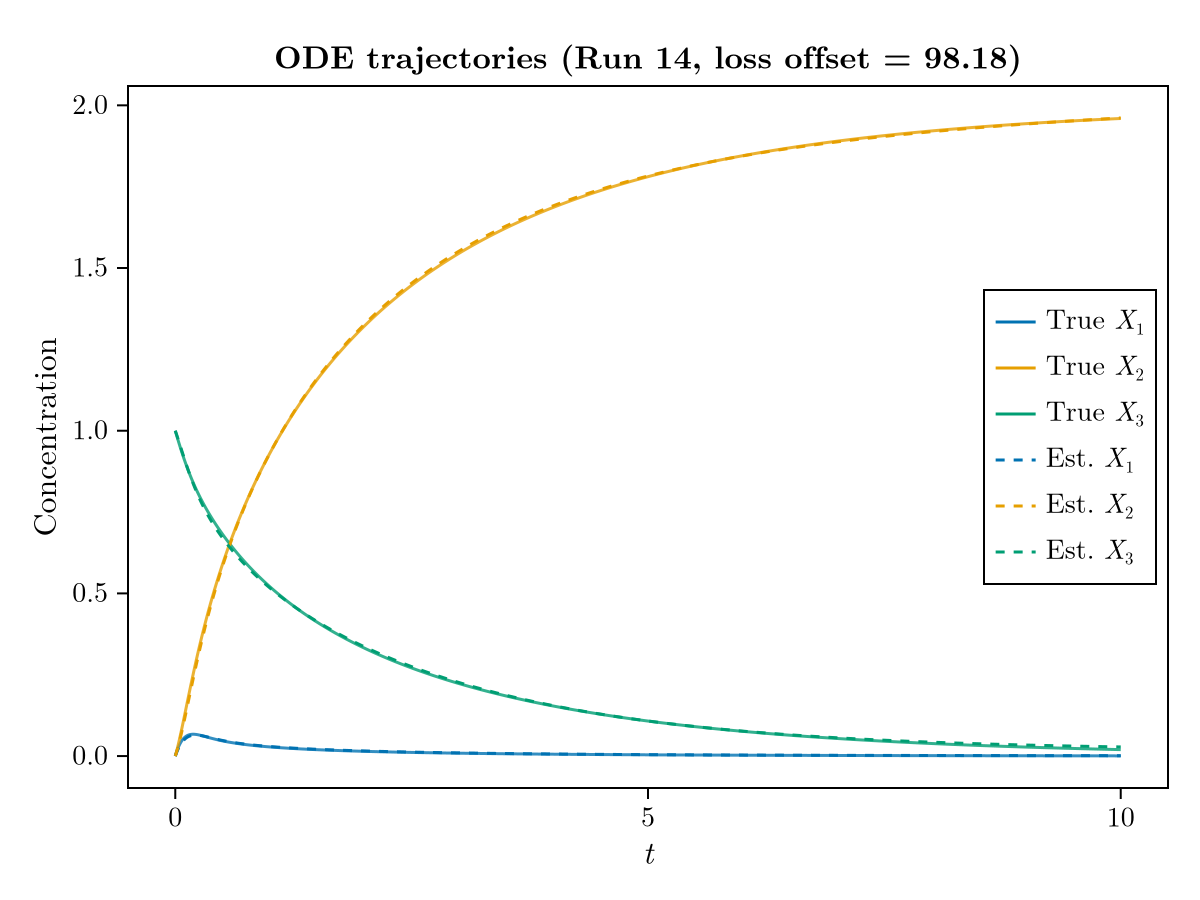 ODE trajectories (Run 14, loss offset = 98.18)
2.0
1.5
1.0
0.5
0.0
Concentration
True X₁
True X₂
True X₃
Est. X₁
Est. X₂
Est. X₃
0 5 10
t